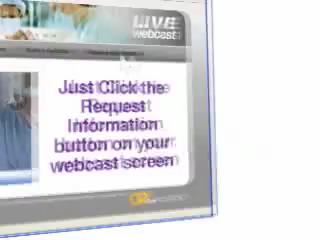 LIVE
webcast
Just Click the
Request
Information
button on your
webcast screen